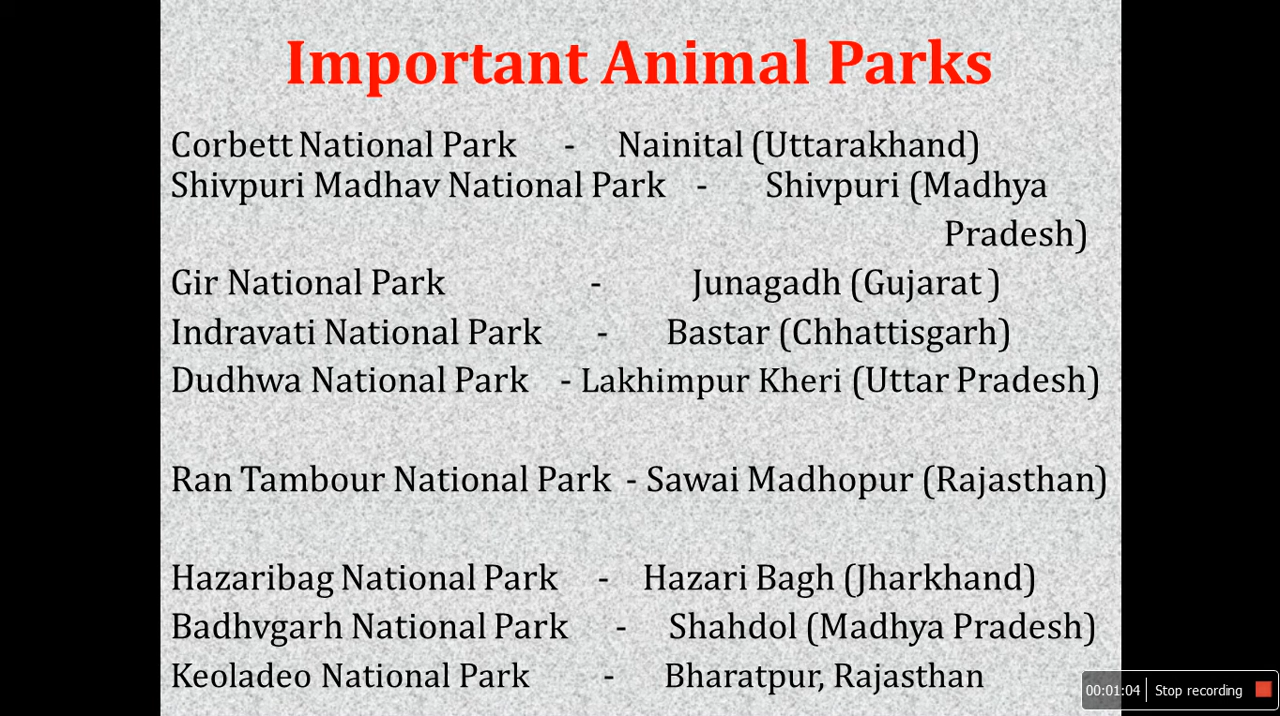 Important Animal Parks
Corbett National Park - Nainital (Uttarakhand)
Shivpuri Madhav National Park - Shivpuri (Madhya
Pradesh)
Gir National Park - Junagadh (Gujarat )
Indravati National Park - Bastar (Chhattisgarh)
Dudhwa National Park - Lakhimpur Kheri (Uttar Pradesh)
Ran Tambour National Park - Sawai Madhopur (Rajasthan)
Hazaribag National Park - Hazari Bagh (Jharkhand)
Badhvgarh National Park - Shahdol (Madhya Pradesh)
Keoladeo National Park - Bharatpur, Rajasthan
00:01:04 Stop recording